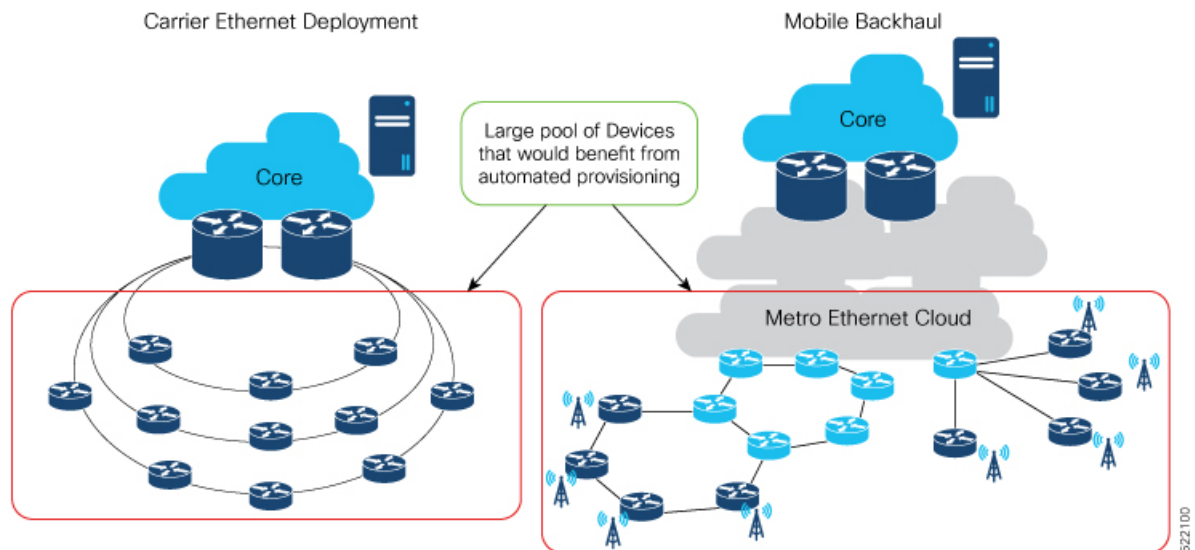 Carrier Ethernet Deployment
Mobile Backhaul
Core
Large pool of Devices
that would benefit from
automated provisioning
Core
Metro Ethernet Cloud
522100